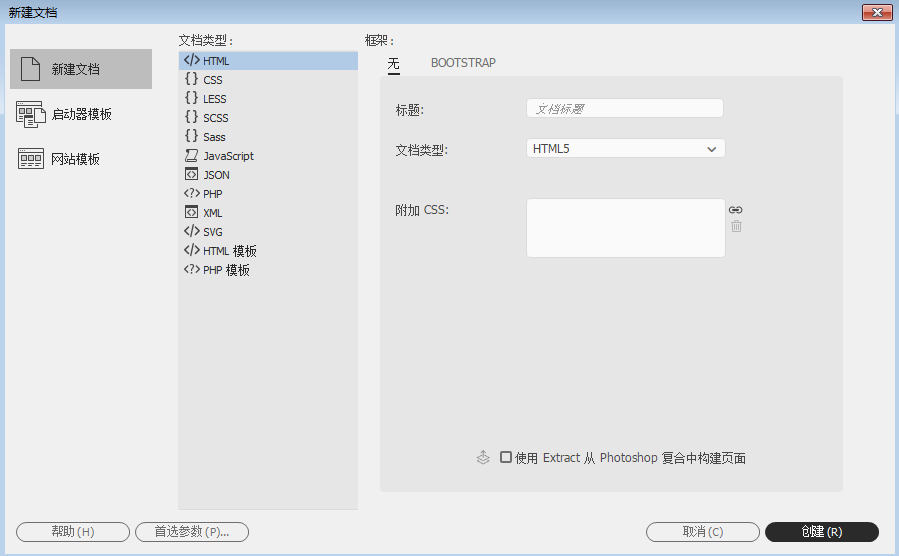 新建文档
新建文档
启动器模板
网站模板
文档类型:
HTML
CSS
LESS
SCSS
Sass
JavaScript
JSON
PHP
XML
SVG
HTML 模板
PHP 模板
框架:
无 BOOTSTRAP
标题: 文档标题
文档类型: HTML5
附加 CSS:
使用 Extract 从 Photoshop 复合中构建页面
帮助(H) 首选参数(P)... 取消(C) 创建(R)